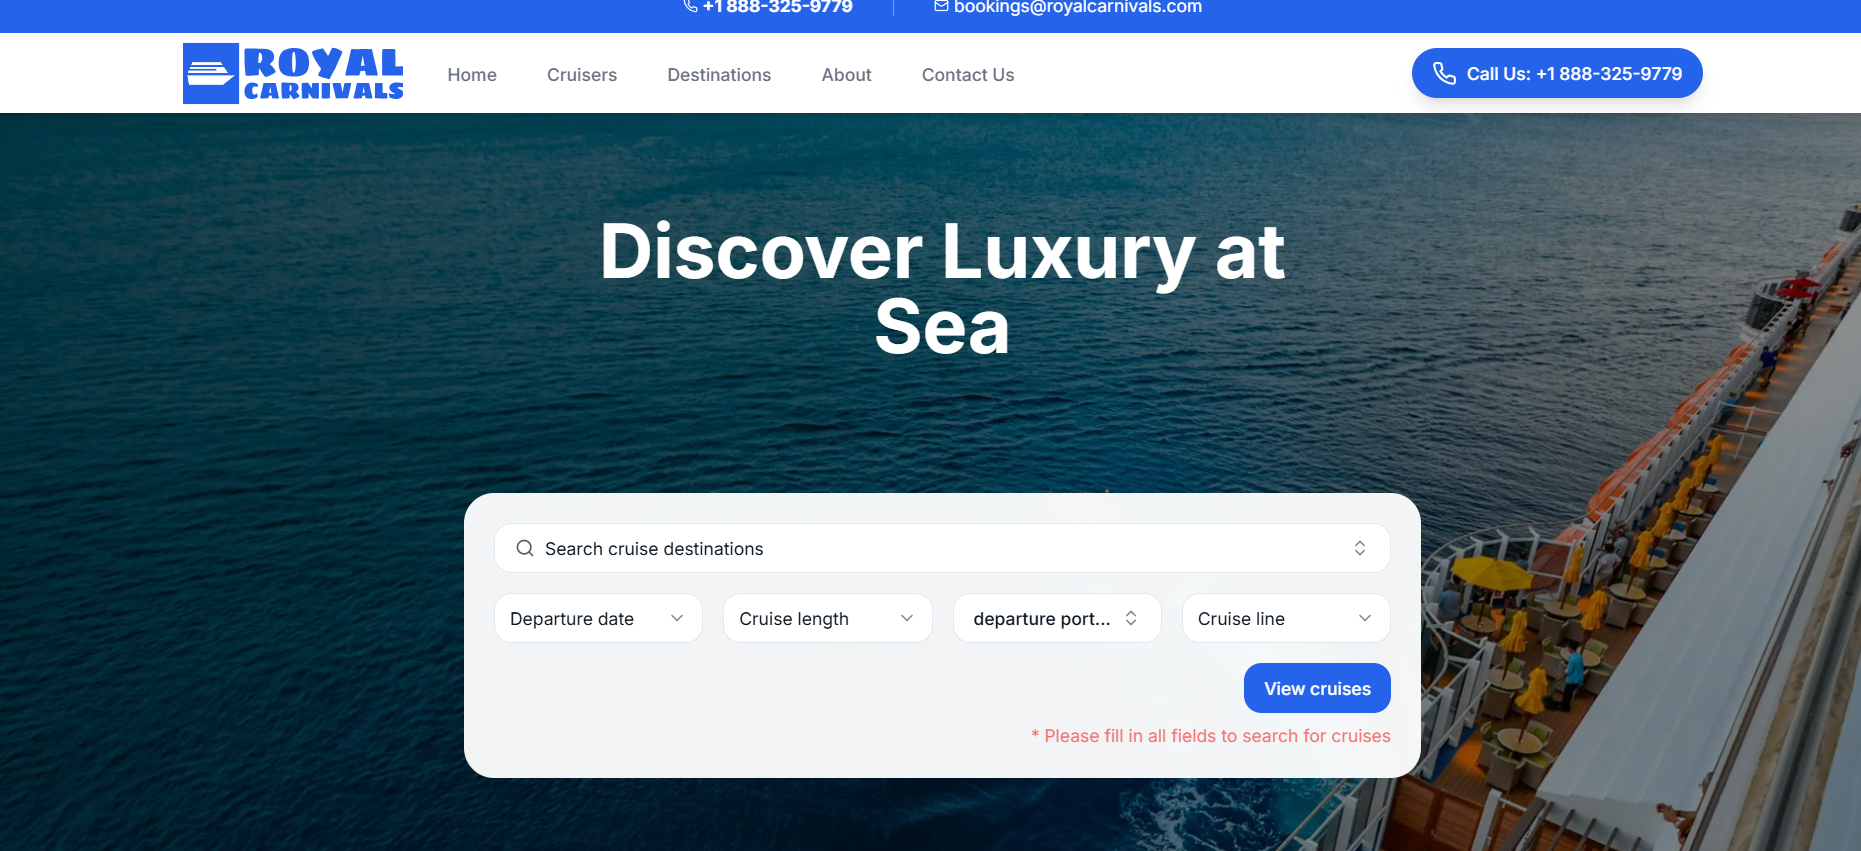 +1 888-325-9779 bookings@royalcarnivals.com
ROYAL
CARNIVALS
Home Cruisers Destinations About Contact Us
Call Us: +1 888-325-9779
Discover Luxury at
Sea
Search cruise destinations
Departure date Cruise length departure port... Cruise line
View cruises
* Please fill in all fields to search for cruises